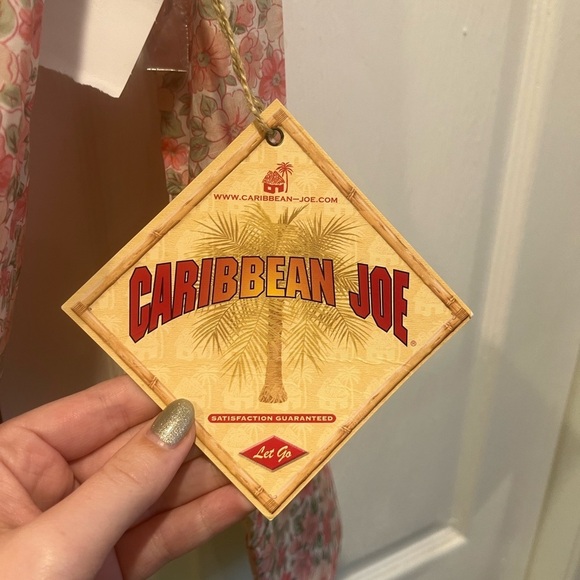 WWW.CARIBBEAN-JOE.COM
CARIBBEAN JOE®
SATISFACTION GUARANTEED
Let Go